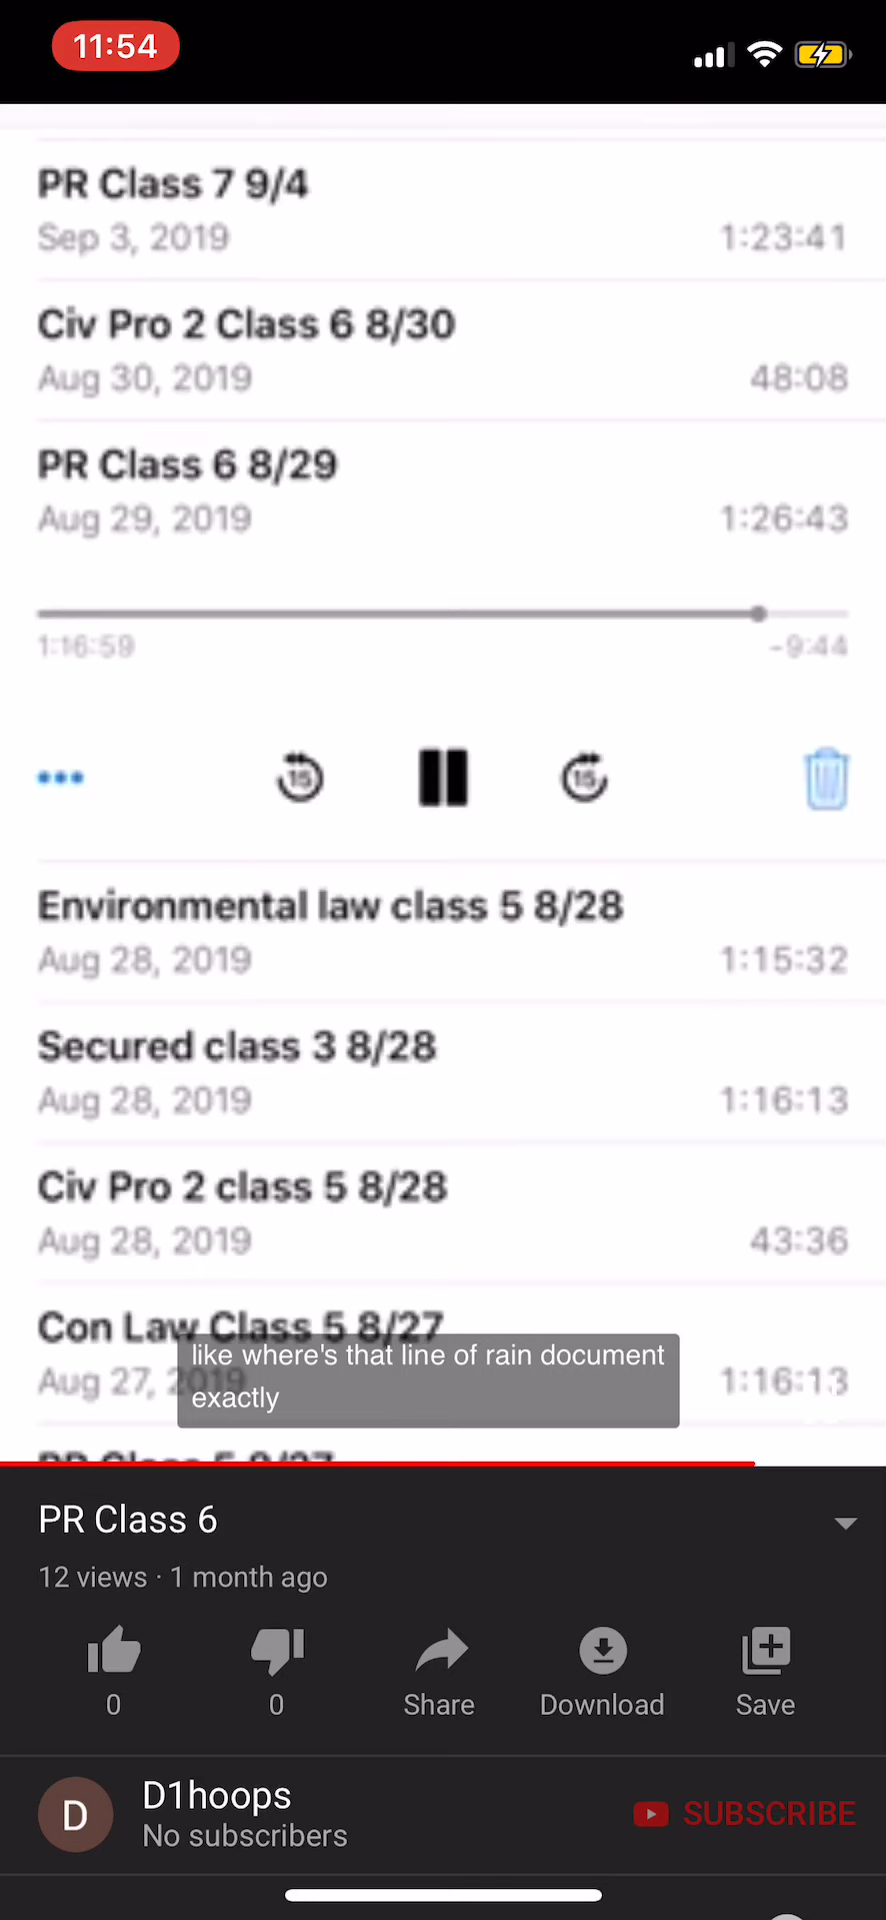 11:54
PR Class 7 9/4
Sep 3, 2019 1:23:41
Civ Pro 2 Class 6 8/30
Aug 30, 2019 48:08
PR Class 6 8/29
Aug 29, 2019 1:26:43
1:16:59 -9:44
15 15
Environmental law class 5 8/28
Aug 28, 2019 1:15:32
Secured class 3 8/28
Aug 28, 2019 1:16:13
Civ Pro 2 class 5 8/28
Aug 28, 2019 43:36
Con Law Class 5 8/27
Aug 27, 2019 1:16:13
like where's that line of rain document
exactly
PR Class 5 8/27
PR Class 6
12 views · 1 month ago
0 0 Share Download Save
D D1hoops
No subscribers
SUBSCRIBE